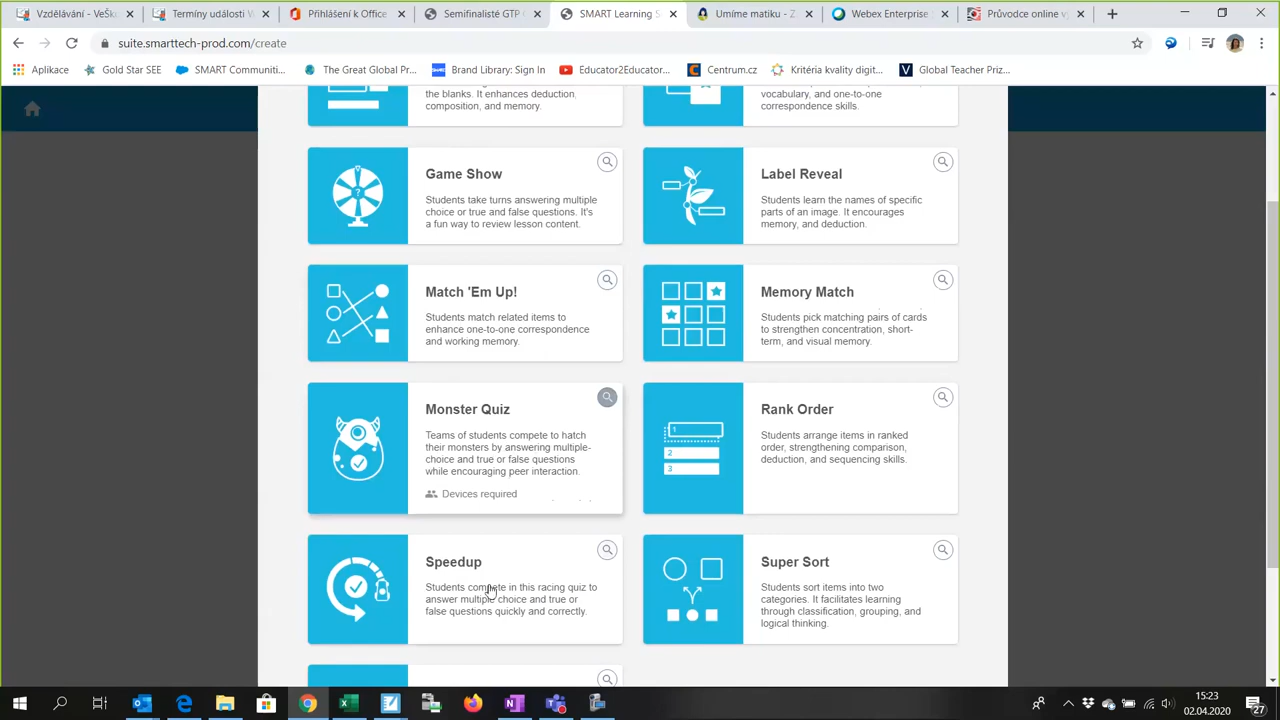 Vzdělávání - VeŠku
Termíny události W
Přihlášení k Office
Semifinalisté GTP C
SMART Learning S
Umíme matiku - Z
Webex Enterprise
Průvodce online vý
suite.smarttech-prod.com/create
Aplikace
Gold Star SEE
SMART Communiti...
The Great Global Pr...
Brand Library: Sign In
Educator2Educator...
Centrum.cz
Kritéria kvality digit...
Global Teacher Priz...
the blanks. It enhances deduction,
composition, and memory.
vocabulary, and one-to-one
correspondence skills.
Game Show
Students take turns answering multiple
choice or true and false questions. It's
a fun way to review lesson content.
Label Reveal
Students learn the names of specific
parts of an image. It encourages
memory, and deduction.
Match 'Em Up!
Students match related items to
enhance one-to-one correspondence
and working memory.
Memory Match
Students pick matching pairs of cards
to strengthen concentration, short-
term, and visual memory.
Monster Quiz
Teams of students compete to hatch
their monsters by answering multiple-
choice and true or false questions
while encouraging peer interaction.
Devices required
1
2
3
Rank Order
Students arrange items in ranked
order, strengthening comparison,
deduction, and sequencing skills.
Speedup
Students compete in this racing quiz to
answer multiple choice and true or
false questions quickly and correctly.
Super Sort
Students sort items into two
categories. It facilitates learning
through classification, grouping, and
logical thinking.
15:23
02.04.2020
27